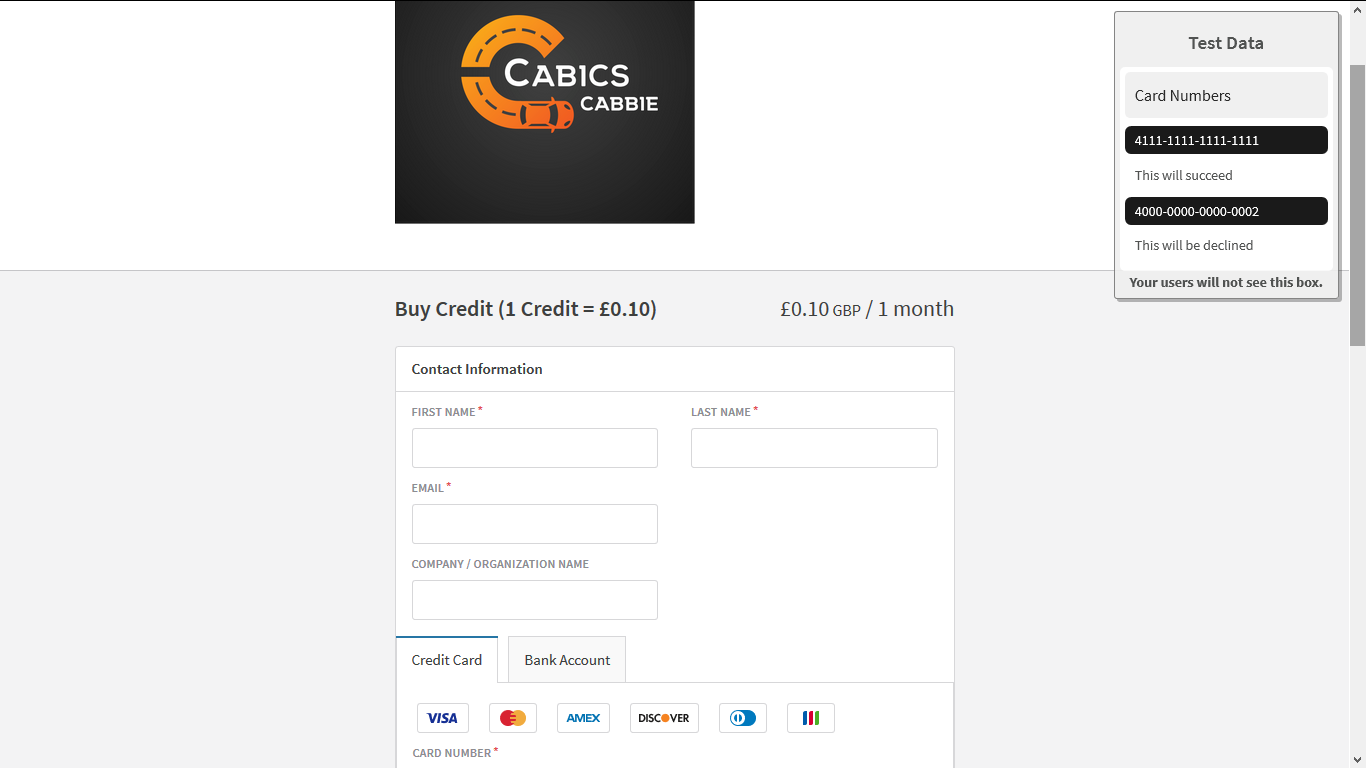 CABICS
CABBIE
Test Data
Card Numbers
4111-1111-1111-1111
This will succeed
4000-0000-0000-0002
This will be declined
Your users will not see this box.
Buy Credit (1 Credit = £0.10)
£0.10 GBP / 1 month
Contact Information
FIRST NAME *
LAST NAME *
EMAIL *
COMPANY / ORGANIZATION NAME
Credit Card
Bank Account
VISA
AMEX
DISCOVER
CARD NUMBER *